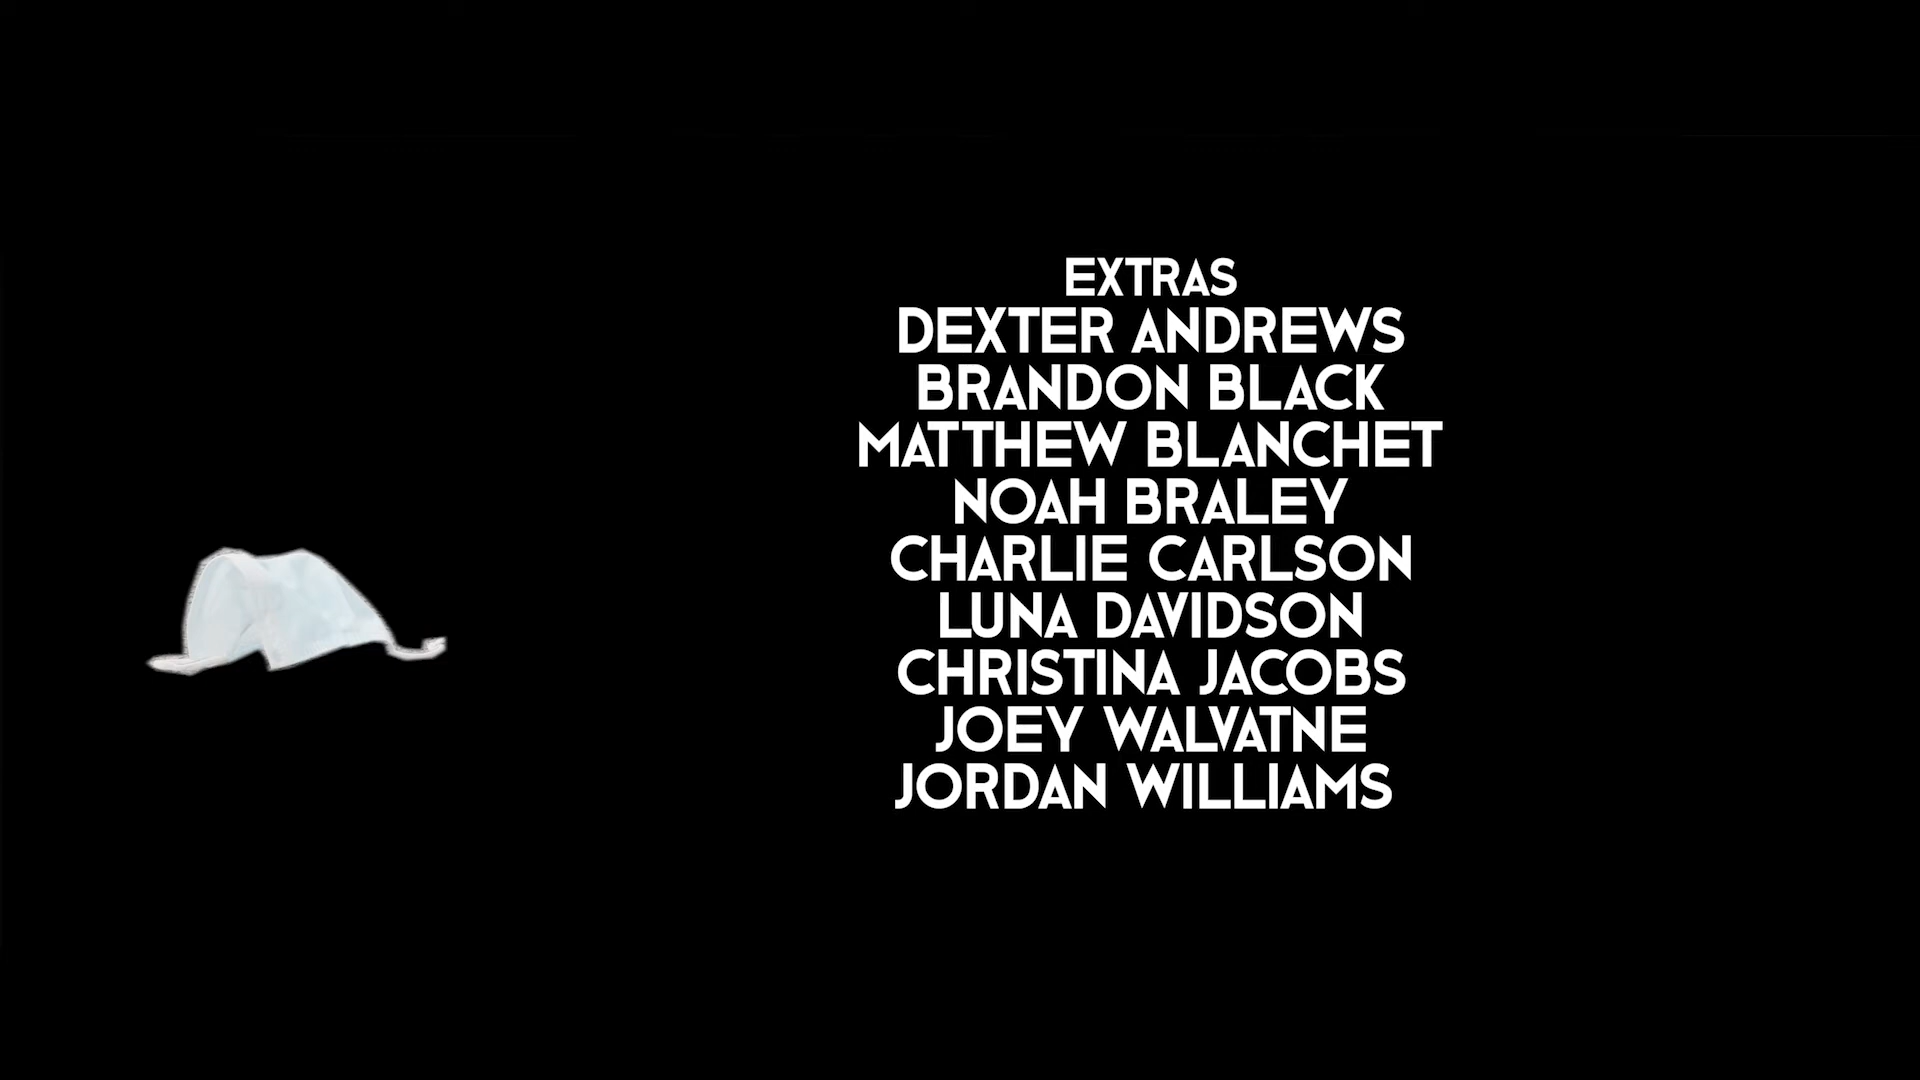 EXTRAS
DEXTER ANDREWS
BRANDON BLACK
MATTHEW BLANCHET
NOAH BRALEY
CHARLIE CARLSON
LUNA DAVIDSON
CHRISTINA JACOBS
JOEY WALVATNE
JORDAN WILLIAMS